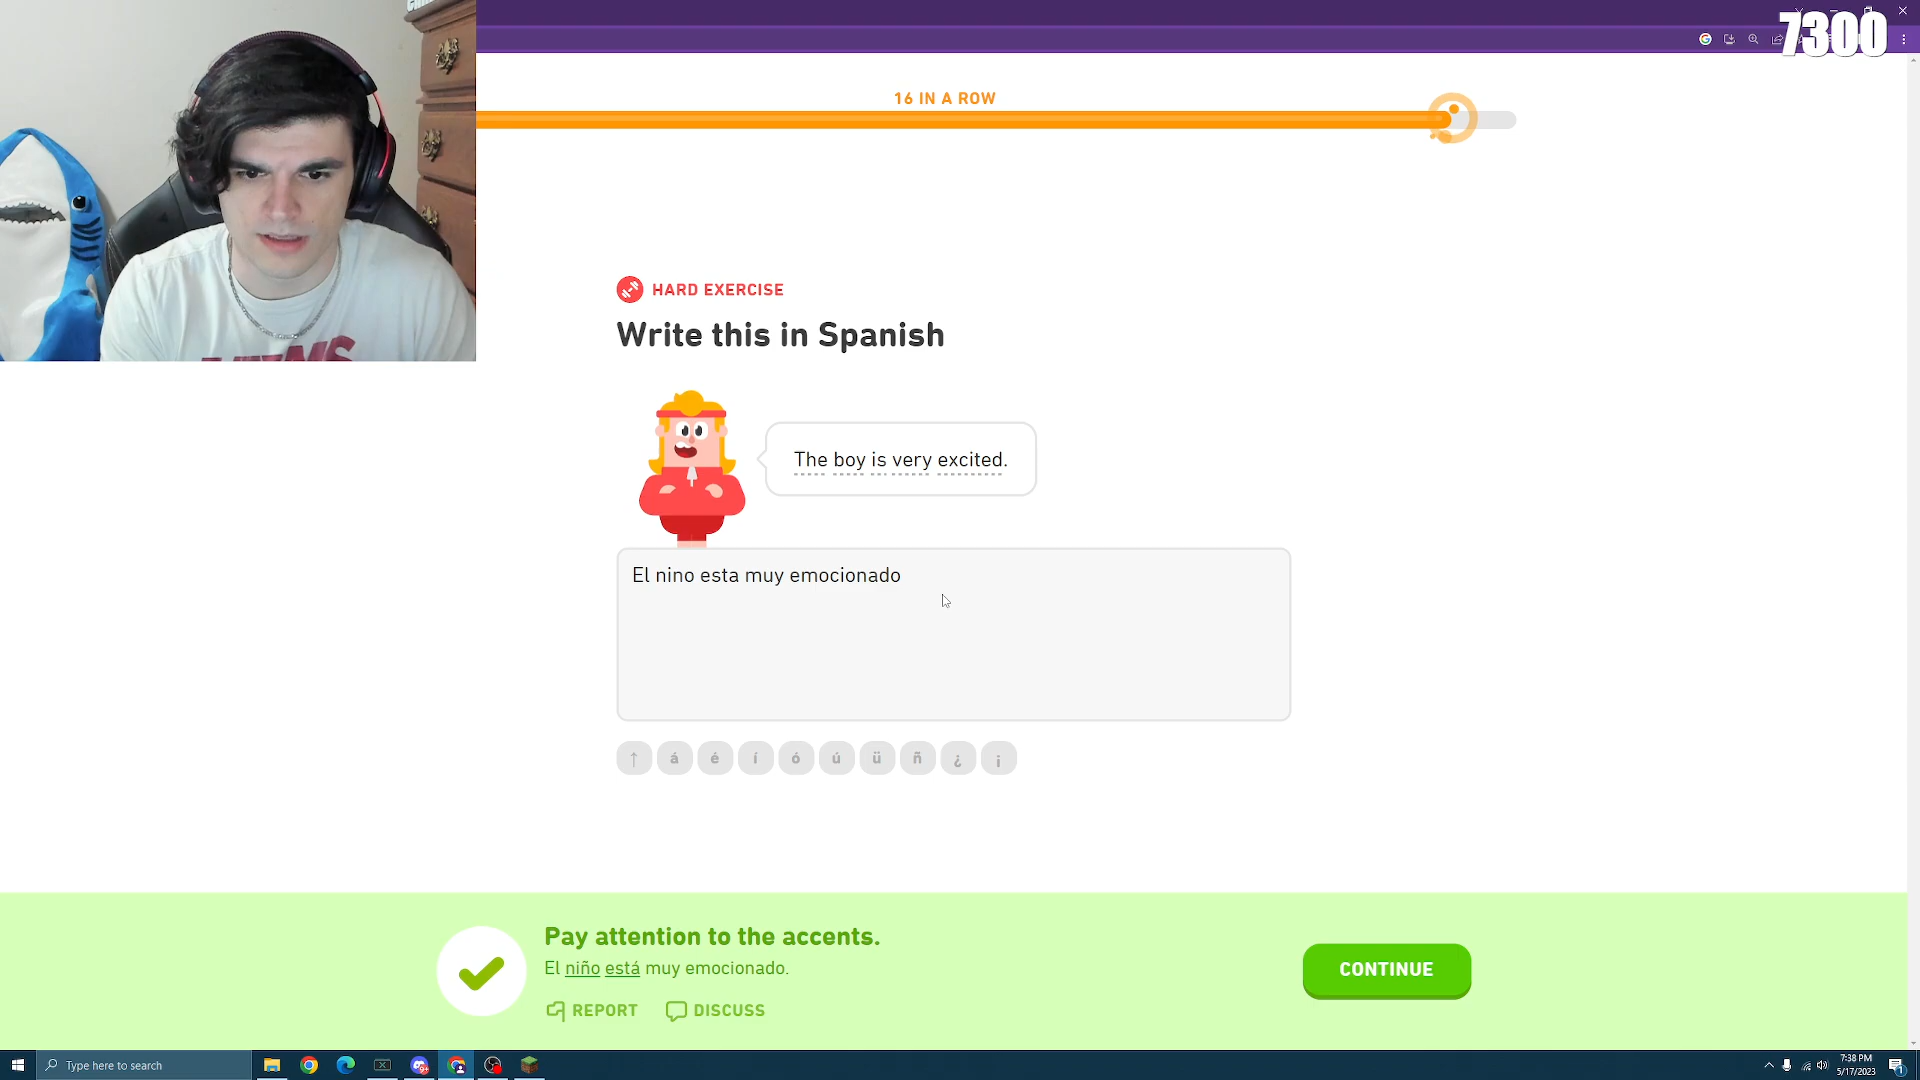 7300
16 IN A ROW
HARD EXERCISE
Write this in Spanish
The boy is very excited.
El nino esta muy emocionado
↑ á é í ó ú ü ñ ¿ ¡
Pay attention to the accents.
El niño está muy emocionado.
REPORT DISCUSS
CONTINUE
Type here to search
7:38 PM
5/17/2023